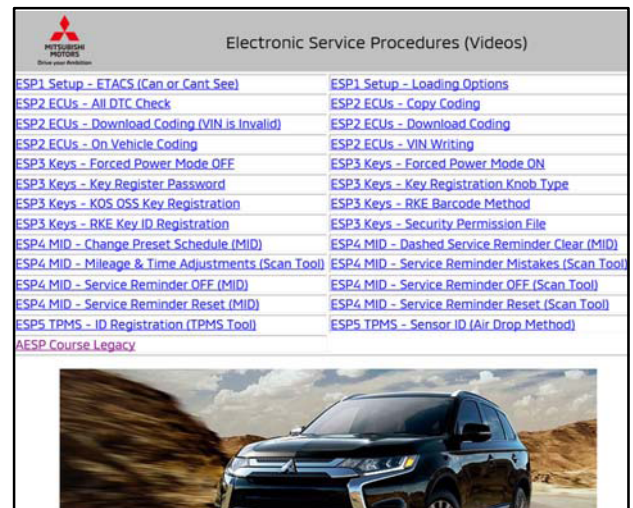 MITSUBISHI
MOTORS
Drive your Ambition
Electronic Service Procedures (Videos)
ESP1 Setup - ETACS (Can or Cant See)
ESP1 Setup - Loading Options
ESP2 ECUs - All DTC Check
ESP2 ECUs - Copy Coding
ESP2 ECUs - Download Coding (VIN is Invalid)
ESP2 ECUs - Download Coding
ESP2 ECUs - On Vehicle Coding
ESP2 ECUs - VIN Writing
ESP3 Keys - Forced Power Mode OFF
ESP3 Keys - Forced Power Mode ON
ESP3 Keys - Key Register Password
ESP3 Keys - Key Registration Knob Type
ESP3 Keys - KOS OSS Key Registration
ESP3 Keys - RKE Barcode Method
ESP3 Keys - RKE Key ID Registration
ESP3 Keys - Security Permission File
ESP4 MID - Change Preset Schedule (MID)
ESP4 MID - Dashed Service Reminder Clear (MID)
ESP4 MID - Mileage & Time Adjustments (Scan Tool)
ESP4 MID - Service Reminder Mistakes (Scan Tool)
ESP4 MID - Service Reminder OFF (MID)
ESP4 MID - Service Reminder OFF (Scan Tool)
ESP4 MID - Service Reminder Reset (MID)
ESP4 MID - Service Reminder Reset (Scan Tool)
ESP5 TPMS - ID Registration (TPMS Tool)
ESP5 TPMS - Sensor ID (Air Drop Method)
AESP Course Legacy